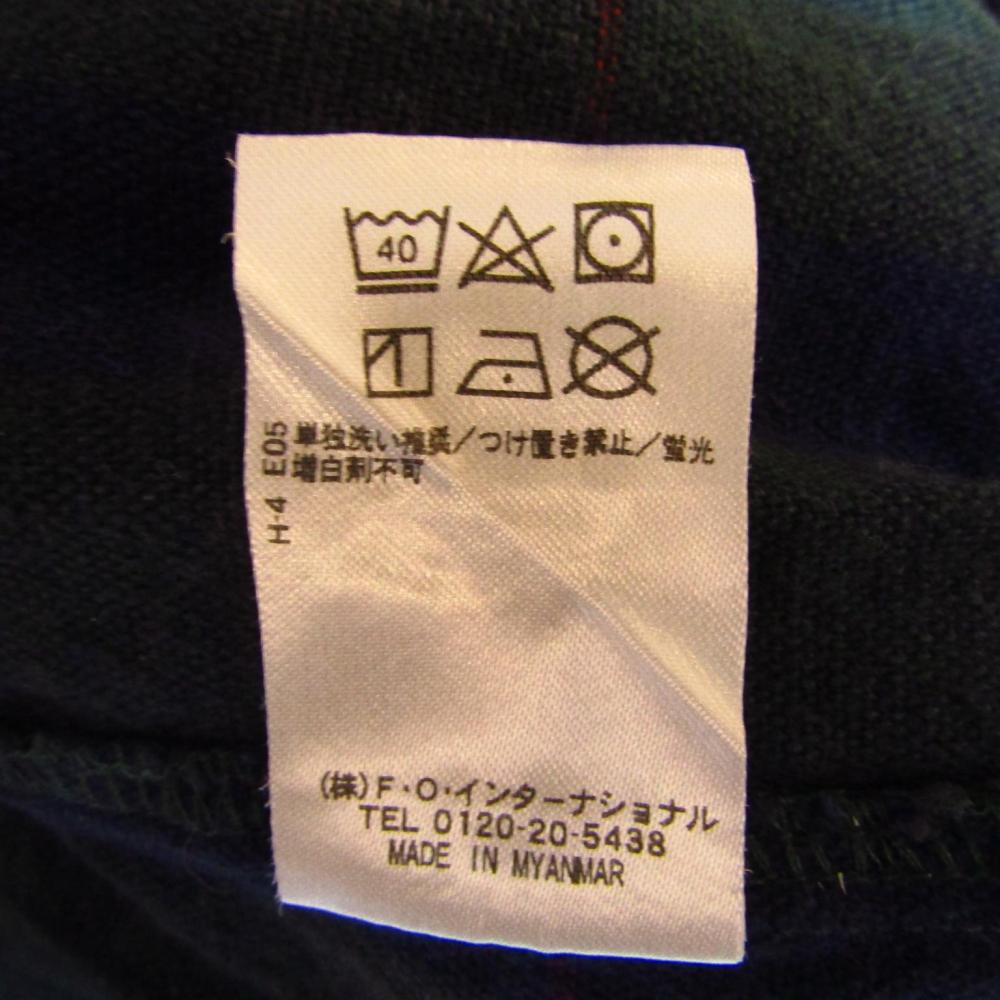 40
単独洗い推奨／つけ置き禁止／蛍光
増白剤不可
H-4 E05
(株)F・O・インターナショナル
TEL 0120-20-5438
MADE IN MYANMAR